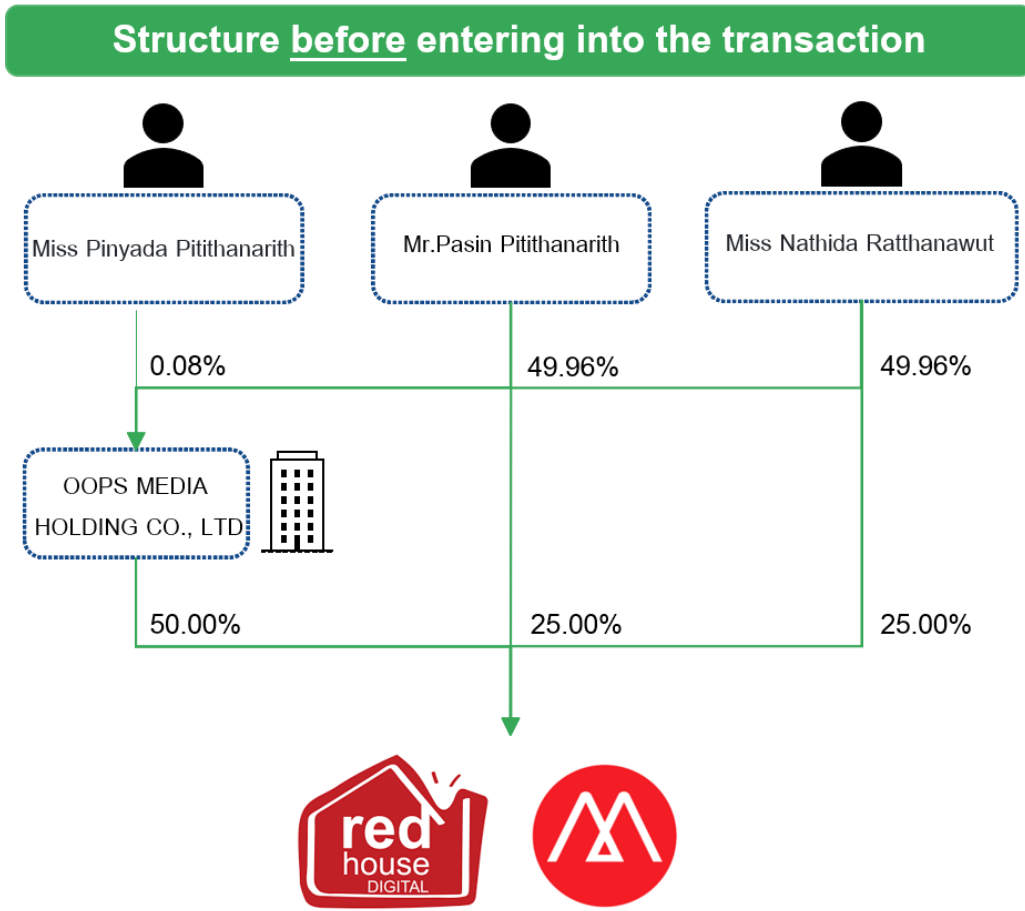 Structure before entering into the transaction
Miss Pinyada Pitithanarith
Mr.Pasin Pitithanarith
Miss Nathida Ratthanawut
0.08%
49.96%
49.96%
OOPS MEDIA
HOLDING CO., LTD
50.00%
25.00%
25.00%
red
house
DIGITAL